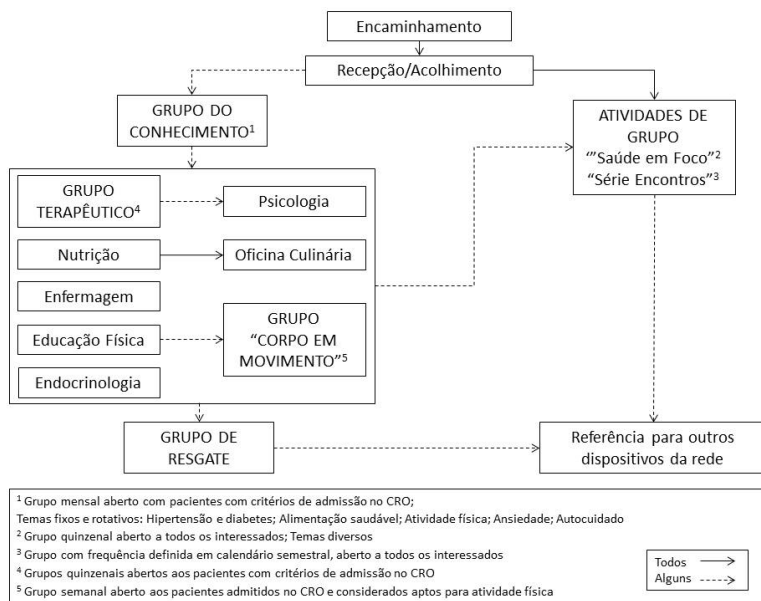 Encaminhamento
Recepção/Acolhimento
GRUPO DO
CONHECIMENTO¹
ATIVIDADES DE
GRUPO
“”Saúde em Foco”²
“Série Encontros”³
GRUPO
TERAPÊUTICO⁴
Psicologia
Nutrição
Oficina Culinária
Enfermagem
Educação Física
GRUPO
“CORPO EM
MOVIMENTO”⁵
Endocrinologia
GRUPO DE
RESGATE
Referência para outros
dispositivos da rede
¹ Grupo mensal aberto com pacientes com critérios de admissão no CRO;
Temas fixos e rotativos: Hipertensão e diabetes; Alimentação saudável; Atividade física; Ansiedade; Autocuidado
² Grupo quinzenal aberto a todos os interessados; Temas diversos
³ Grupo com frequência definida em calendário semestral, aberto a todos os interessados
⁴ Grupos quinzenais abertos aos pacientes com critérios de admissão no CRO
⁵ Grupo semanal aberto aos pacientes admitidos no CRO e considerados aptos para atividade física
Todos
Alguns